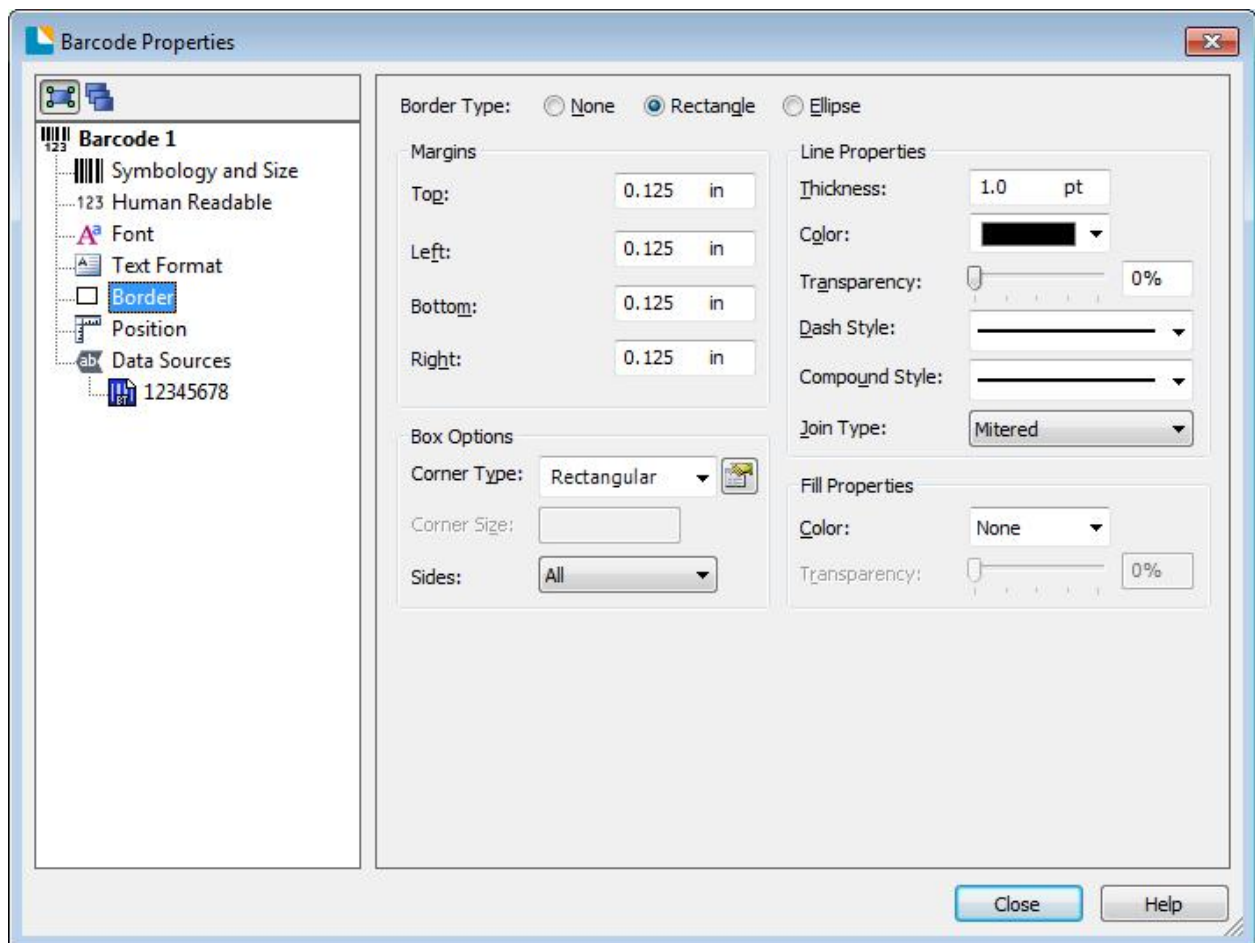 Barcode Properties
Barcode 1
Symbology and Size
123 Human Readable
Font
Text Format
Border
Position
Data Sources
12345678
Border Type: None Rectangle Ellipse
Margins
Top: 0.125 in
Left: 0.125 in
Bottom: 0.125 in
Right: 0.125 in
Box Options
Corner Type: Rectangular
Corner Size:
Sides: All
Line Properties
Thickness: 1.0 pt
Color:
Transparency: 0%
Dash Style:
Compound Style:
Join Type: Mitered
Fill Properties
Color: None
Transparency: 0%
Close Help